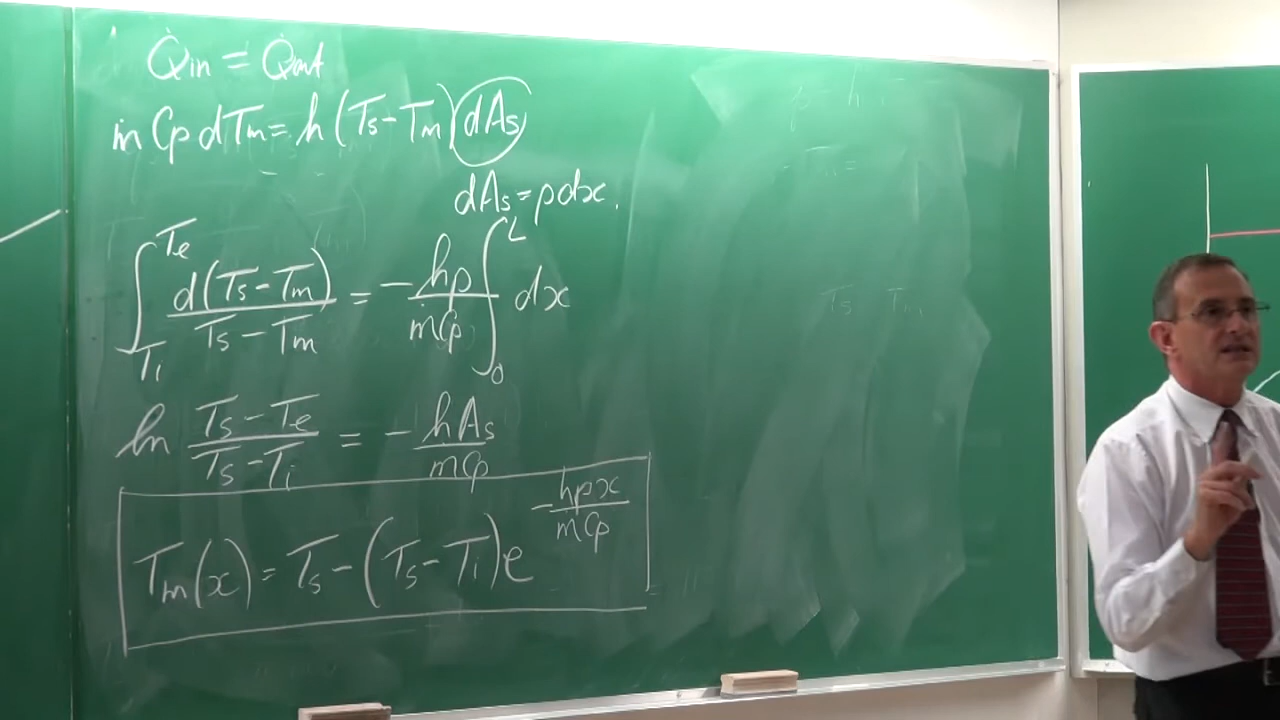 Q̇in = Q̇out
ṁ Cp dTm = h (Ts - Tm) dAs
dAs = pdx.
∫_{Ti}^{Te} d(Ts - Tm) / (Ts - Tm) = - hp / ṁCp ∫_{0}^{L} dx
ln (Ts - Te) / (Ts - Ti) = - hAs / ṁCp
Tm(x) = Ts - (Ts - Ti) e^{- hpx / ṁCp}